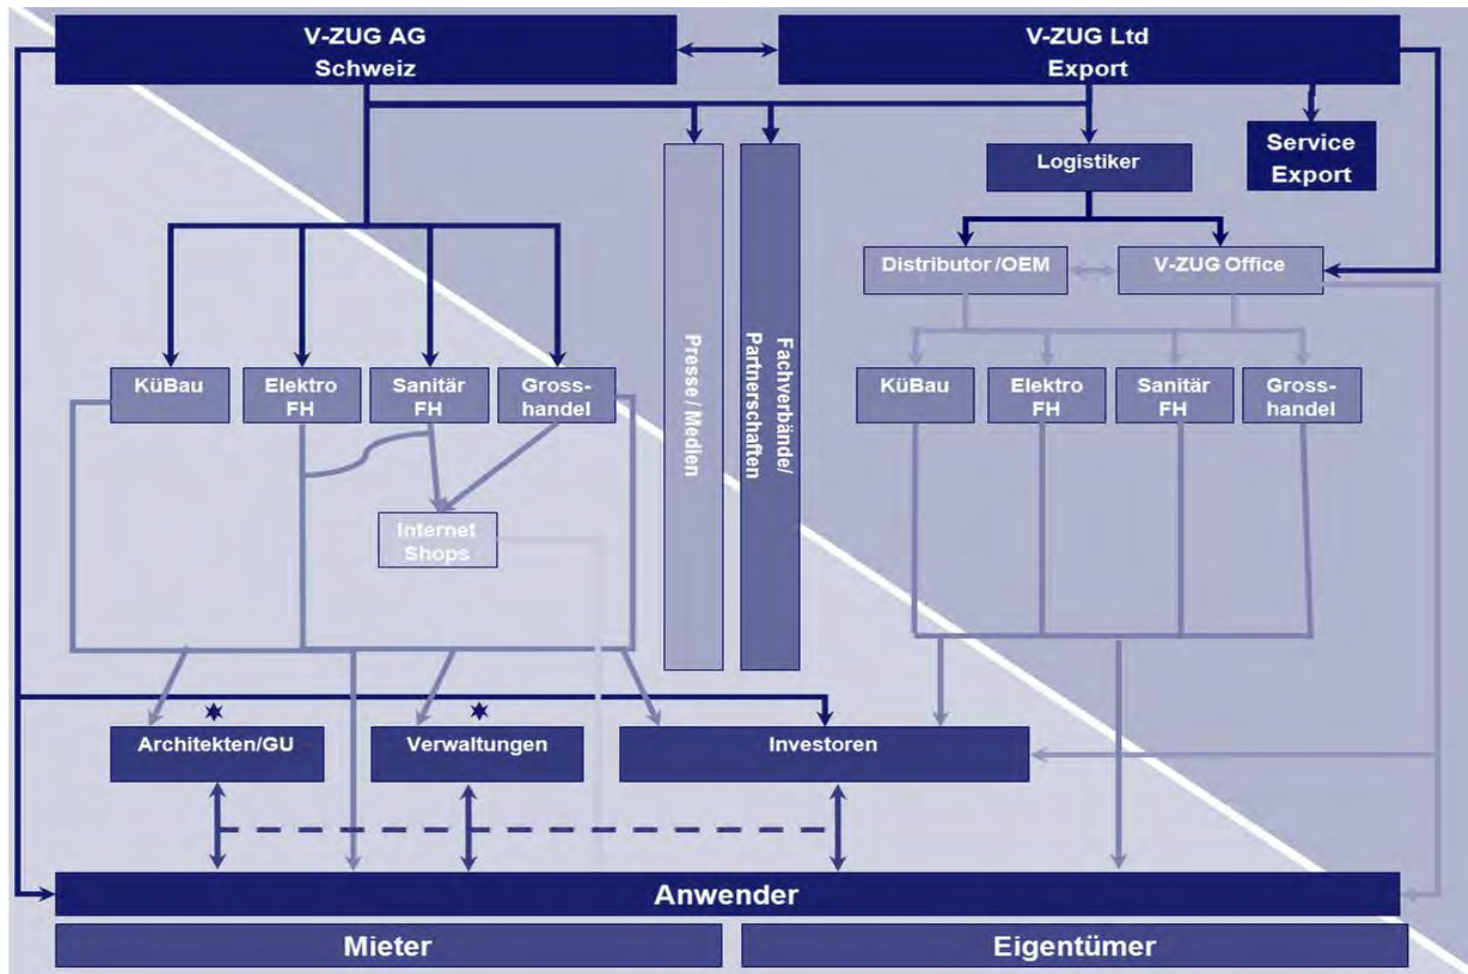 V-ZUG AG
Schweiz
V-ZUG Ltd
Export
Logistiker
Service
Export
Distributor/OEM
V-ZUG Office
KüBau
Elektro
FH
Sanitär
FH
Gross-
handel
Presse / Medien
Fachverbände/
Partnerschaften
KüBau
Elektro
FH
Sanitär
FH
Gross-
handel
Internet
Shops
Architekten/GU
Verwaltungen
Investoren
Anwender
Mieter
Eigentümer